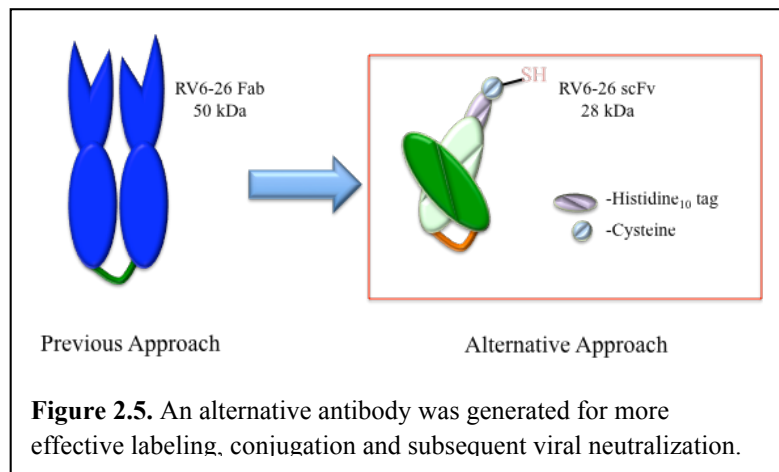 RV6-26 Fab
50 kDa
SH
RV6-26 scFv
28 kDa
-Histidine₁₀ tag
-Cysteine
Previous Approach
Alternative Approach
Figure 2.5. An alternative antibody was generated for more
effective labeling, conjugation and subsequent viral neutralization.